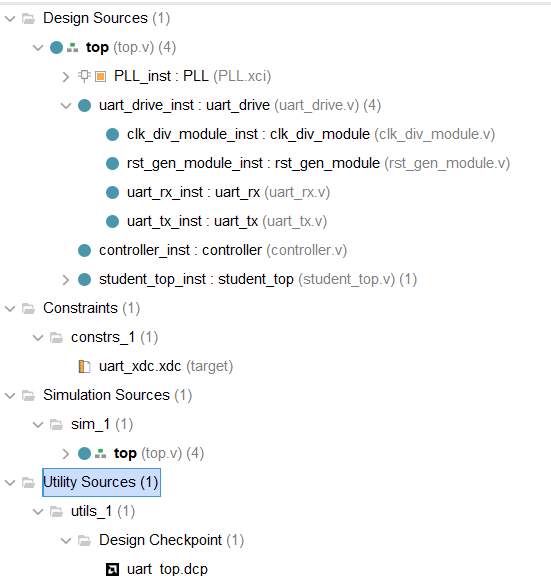 Design Sources (1)
top (top.v) (4)
PLL_inst : PLL (PLL.xci)
uart_drive_inst : uart_drive (uart_drive.v) (4)
clk_div_module_inst : clk_div_module (clk_div_module.v)
rst_gen_module_inst : rst_gen_module (rst_gen_module.v)
uart_rx_inst : uart_rx (uart_rx.v)
uart_tx_inst : uart_tx (uart_tx.v)
controller_inst : controller (controller.v)
student_top_inst : student_top (student_top.v) (1)
Constraints (1)
constrs_1 (1)
uart_xdc.xdc (target)
Simulation Sources (1)
sim_1 (1)
top (top.v) (4)
Utility Sources (1)
utils_1 (1)
Design Checkpoint (1)
uart_top.dcp